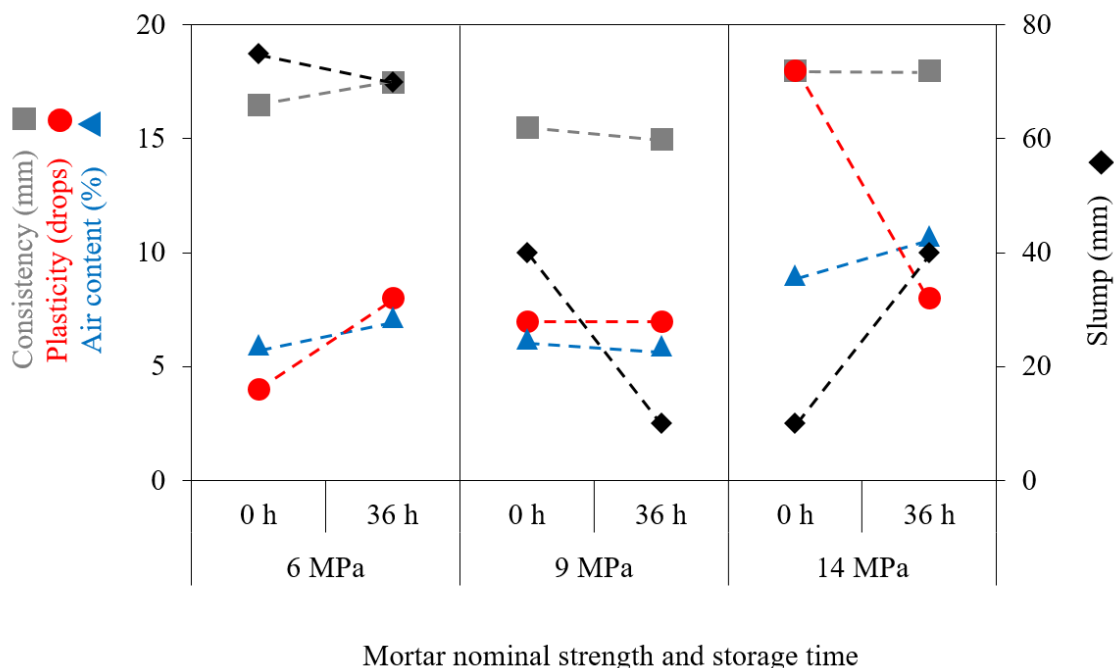 Consistency (mm)
Plasticity (drops)
Air content (%)
20
15
10
5
0
80
60
40
20
0
Slump (mm)
0 h
36 h
0 h
36 h
0 h
36 h
6 MPa
9 MPa
14 MPa
Mortar nominal strength and storage time